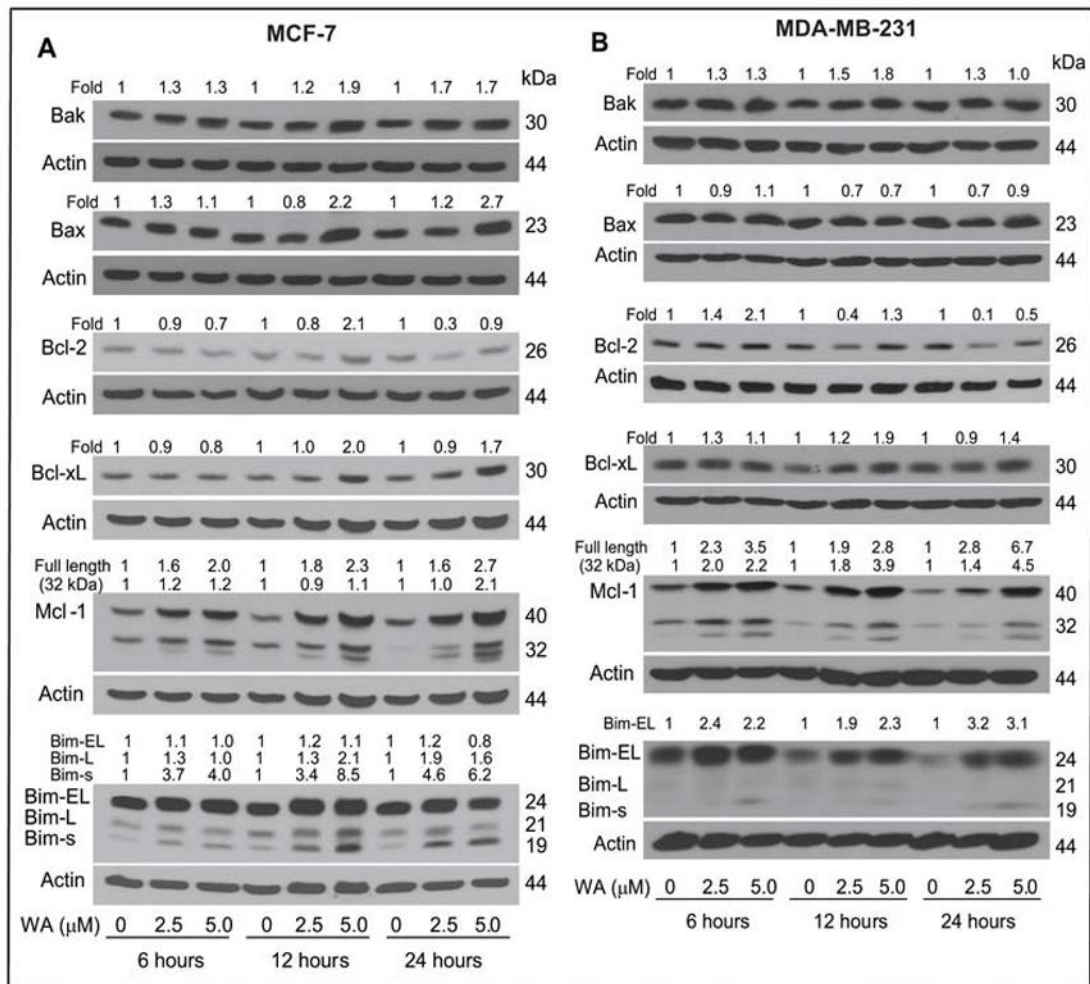 MCF-7
A
kDa
Fold 1 1.3 1.3 1 1.2 1.9 1 1.7 1.7
Bak 30
Actin 44
Fold 1 1.3 1.1 1 0.8 2.2 1 1.2 2.7
Bax 23
Actin 44
Fold 1 0.9 0.7 1 0.8 2.1 1 0.3 0.9
Bcl-2 26
Actin 44
Fold 1 0.9 0.8 1 1.0 2.0 1 0.9 1.7
Bcl-xL 30
Actin 44
Full length 1 1.6 2.0 1 1.8 2.3 1 1.6 2.7
(32 kDa) 1 1.2 1.2 1 0.9 1.1 1 1.0 2.1
Mcl-1 40
32
Actin 44
Bim-EL 1 1.1 1.0 1 1.2 1.1 1 1.2 0.8
Bim-L 1 1.3 1.0 1 1.3 2.1 1 1.9 1.6
Bim-s 1 3.7 4.0 1 3.4 8.5 1 4.6 6.2
Bim-EL 24
Bim-L 21
Bim-s 19
Actin 44
WA (μM) 0 2.5 5.0 0 2.5 5.0 0 2.5 5.0
6 hours 12 hours 24 hours
MDA-MB-231
B
kDa
Fold 1 1.3 1.3 1 1.5 1.8 1 1.3 1.0
Bak 30
Actin 44
Fold 1 0.9 1.1 1 0.7 0.7 1 0.7 0.9
Bax 23
Actin 44
Fold 1 1.4 2.1 1 0.4 1.3 1 0.1 0.5
Bcl-2 26
Actin 44
Fold 1 1.3 1.1 1 1.2 1.9 1 0.9 1.4
Bcl-xL 30
Actin 44
Full length 1 2.3 3.5 1 1.9 2.8 1 2.8 6.7
(32 kDa) 1 2.0 2.2 1 1.8 3.9 1 1.4 4.5
Mcl-1 40
32
Actin 44
Bim-EL 1 2.4 2.2 1 1.9 2.3 1 3.2 3.1
Bim-EL 24
Bim-L 21
Bim-s 19
Actin 44
WA (μM) 0 2.5 5.0 0 2.5 5.0 0 2.5 5.0
6 hours 12 hours 24 hours